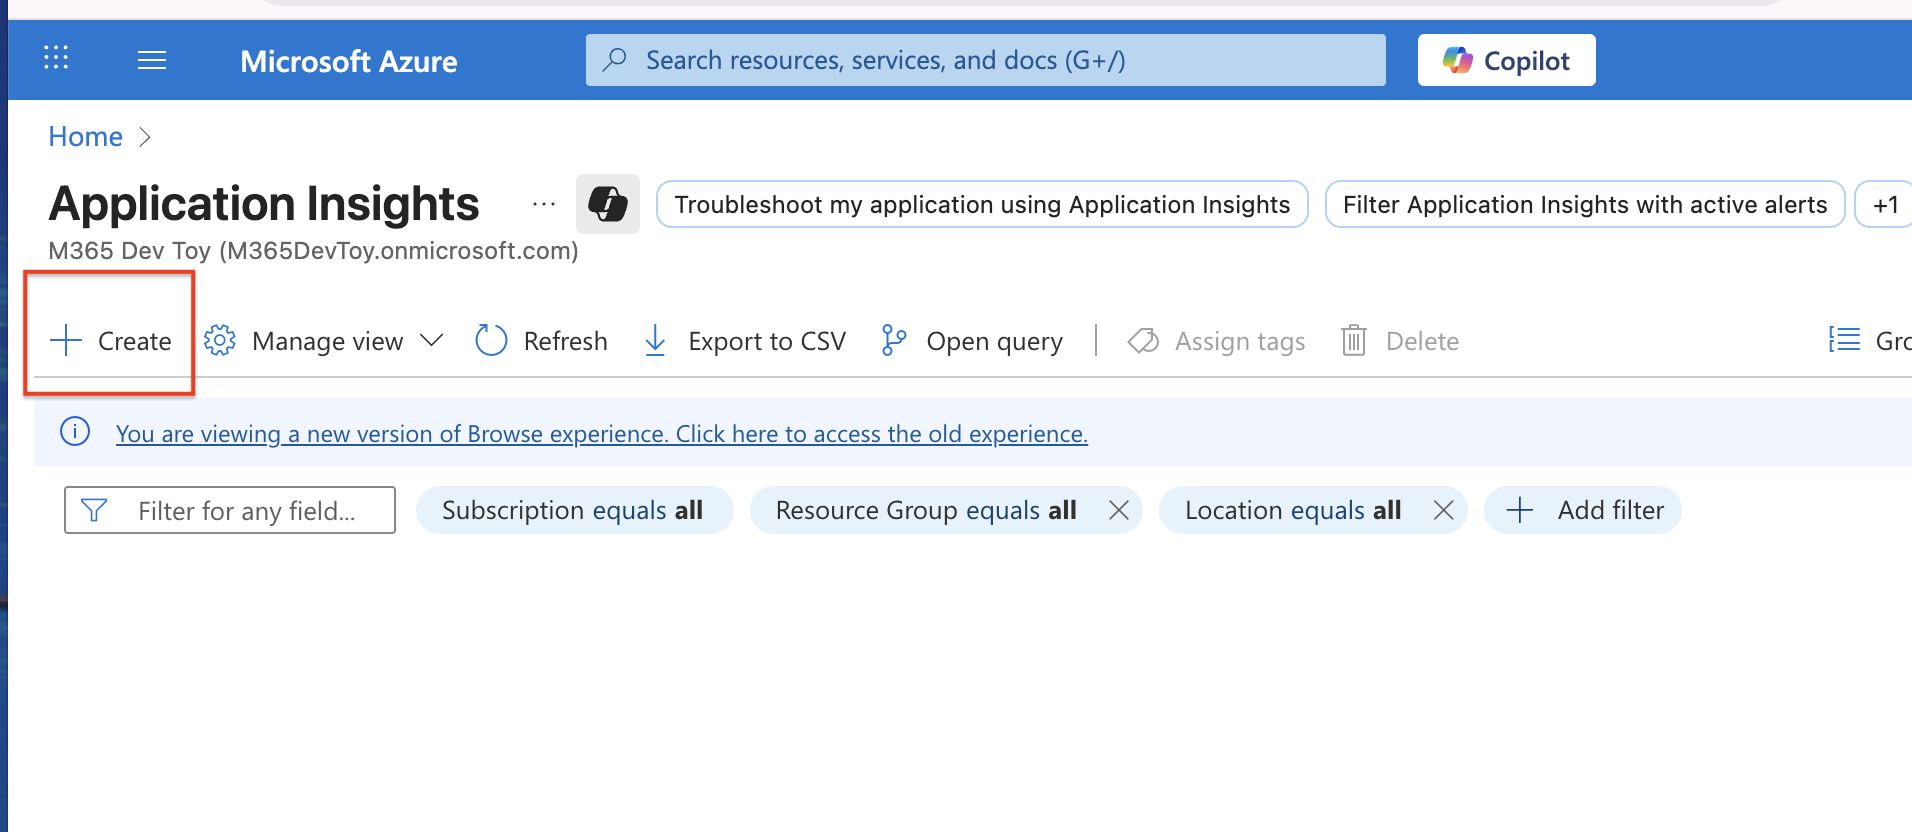 Microsoft Azure
Search resources, services, and docs (G+/)
Copilot
Home
Application Insights
Troubleshoot my application using Application Insights
Filter Application Insights with active alerts
+1
M365 Dev Toy (M365DevToy.onmicrosoft.com)
Create
Manage view
Refresh
Export to CSV
Open query
Assign tags
Delete
You are viewing a new version of Browse experience. Click here to access the old experience.
Filter for any field...
Subscription equals all
Resource Group equals all
Location equals all
Add filter